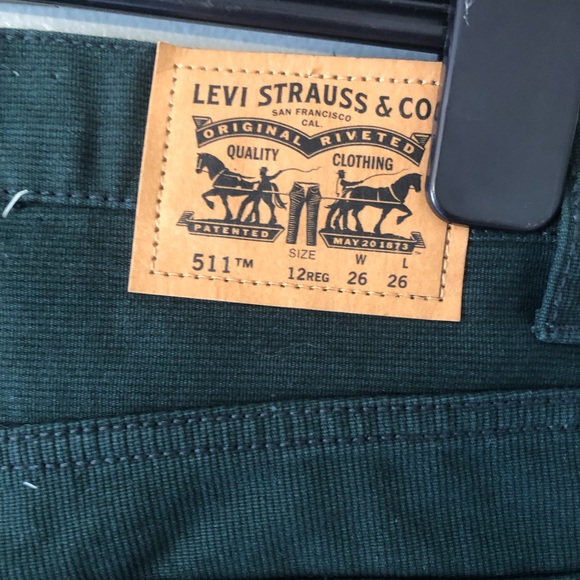 LEVI STRAUSS & CO
SAN FRANCISCO
CAL.
ORIGINAL RIVETED
QUALITY CLOTHING
PATENTED MAY 20 1873
SIZE W L
511™ 12REG 26 26